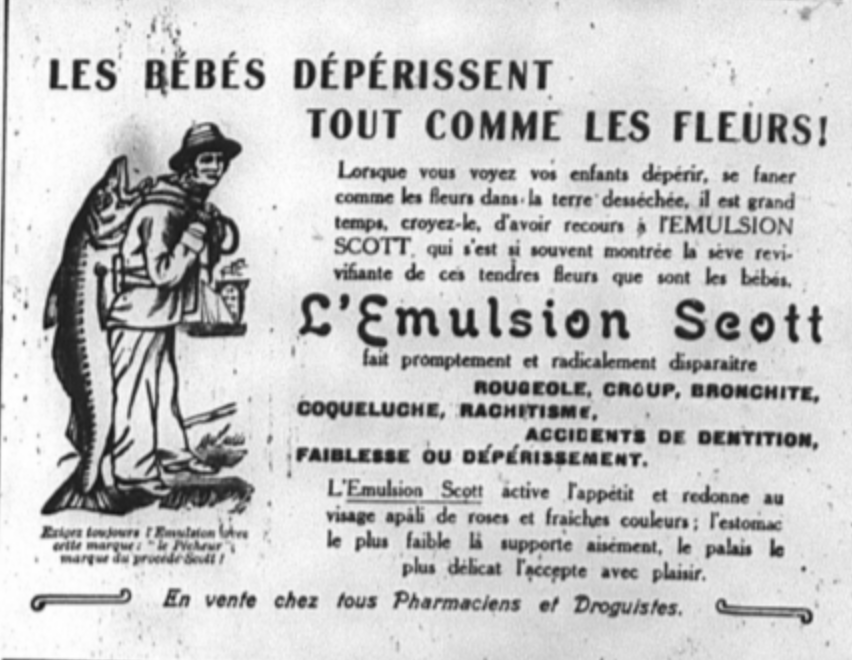 LES BÉBÉS DÉPÉRISSENT
TOUT COMME LES FLEURS!
Lorsque vous voyez vos enfants dépérir, se faner
comme les fleurs dans la terre desséchée, il est grand
temps, croyez-le, d'avoir recours à l'EMULSION
SCOTT, qui s'est si souvent montrée la sève revi-
vifiante de ces tendres fleurs que sont les bébés.
L'Emulsion Scott
fait promptement et radicalement disparaître
ROUGEOLE, CROUP, BRONCHITE,
COQUELUCHE, RACHITISME,
ACCIDENTS DE DENTITION,
FAIBLESSE OU DÉPÉRISSEMENT.
L'Emulsion Scott active l'appétit et redonne au
visage apâli de roses et fraîches couleurs ; l'estomac
le plus faible la supporte aisément, le palais le
plus délicat l'accepte avec plaisir.
Exigez toujours l'Emulsion avec
cette marque: "le Pêcheur",
marque du procédé Scott !
En vente chez tous Pharmaciens et Droguistes.